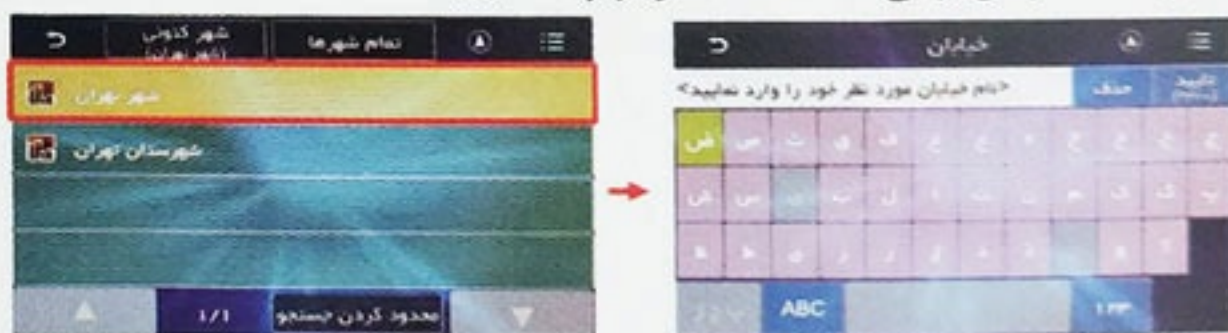 شهر کنونی
(شهر تهران)
تمام شهرها
شهر تهران
شهرستان تهران
1/1
محدود کردن جستجو
خیابان
<نام خیابان مورد نظر خود را وارد نمایید>
حذف
تایید
ض ص ث ق ف غ ع ه خ ح ج چ
ش س ی ب ل ا ت ن م ک گ پ
ظ ط ز ر ذ د و
ABC
۱۲۳